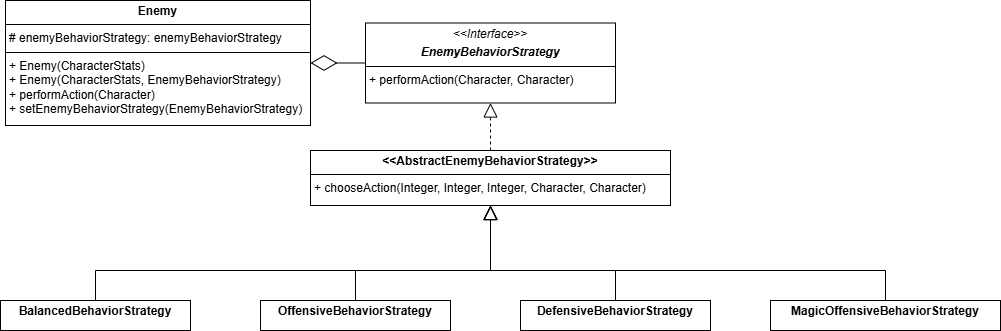 Enemy
# enemyBehaviorStrategy: enemyBehaviorStrategy
+ Enemy(CharacterStats)
+ Enemy(CharacterStats, EnemyBehaviorStrategy)
+ performAction(Character)
+ setEnemyBehaviorStrategy(EnemyBehaviorStrategy)
<<Interface>>
EnemyBehaviorStrategy
+ performAction(Character, Character)
<<AbstractEnemyBehaviorStrategy>>
+ chooseAction(Integer, Integer, Integer, Character, Character)
BalancedBehaviorStrategy
OffensiveBehaviorStrategy
DefensiveBehaviorStrategy
MagicOffensiveBehaviorStrategy